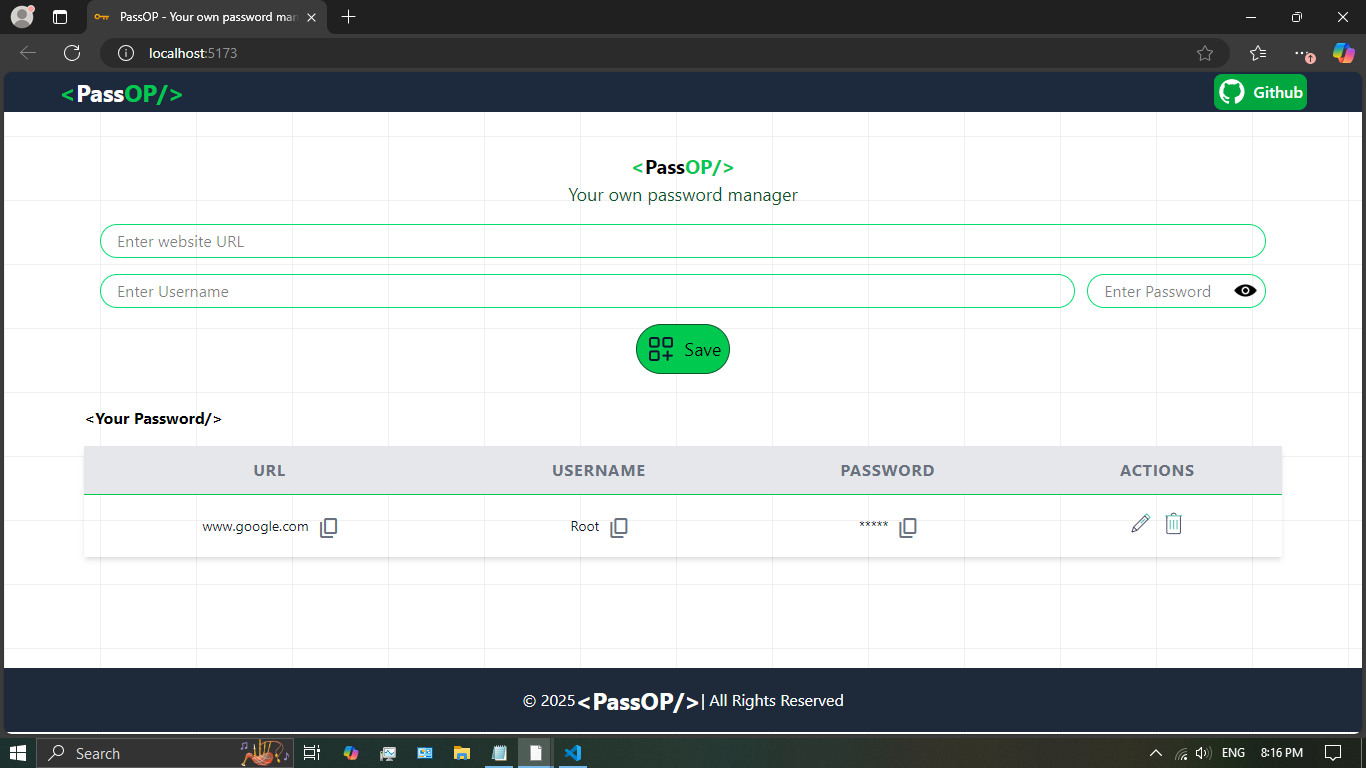 PassOP - Your own password mar
localhost:5173
<PassOP/>
Github
<PassOP/>
Your own password manager
Enter website URL
Enter Username
Enter Password
Save
<Your Password/>
URL USERNAME PASSWORD ACTIONS
www.google.com Root *****
© 2025 <PassOP/> | All Rights Reserved
Search
ENG
8:16 PM